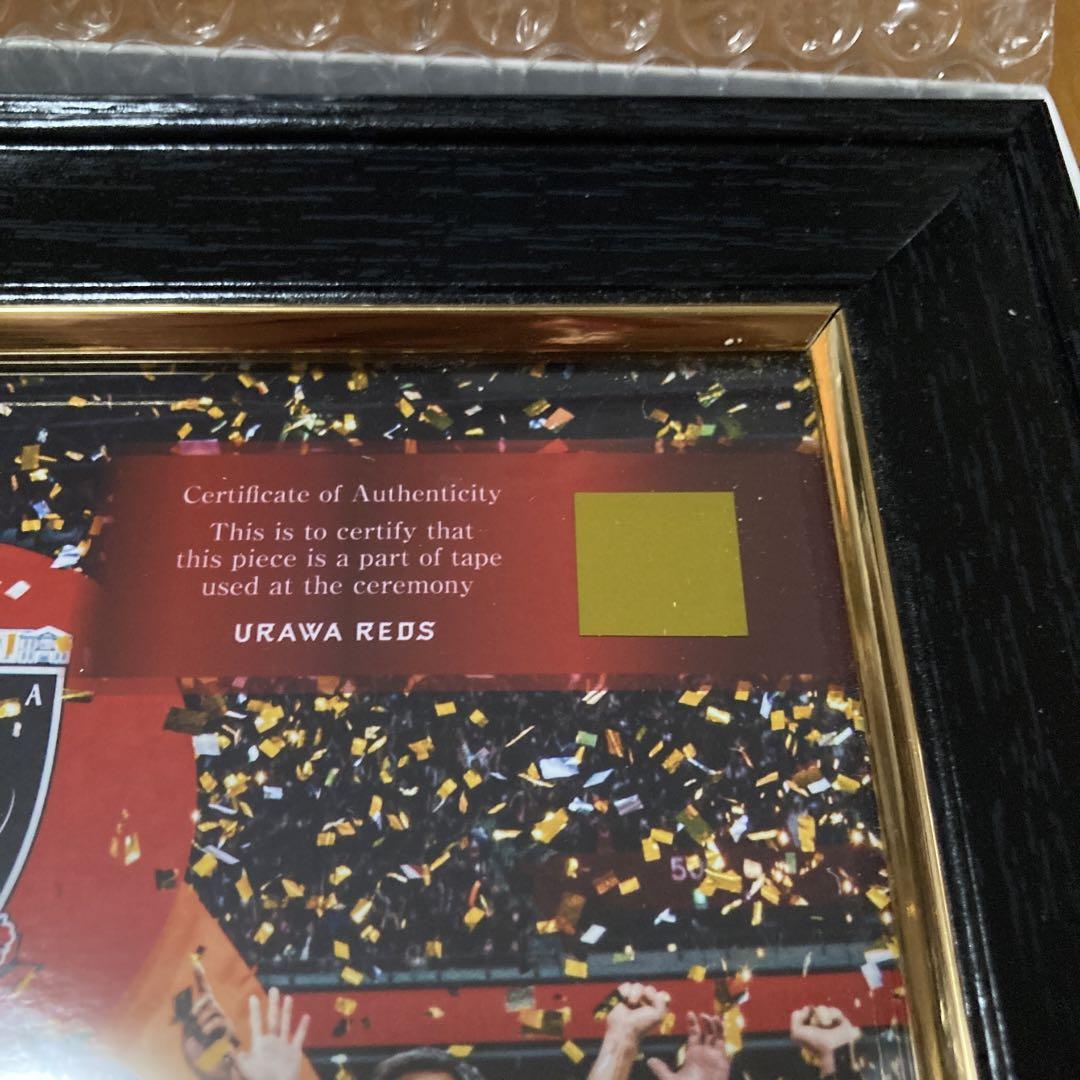 Certificate of Authenticity
This is to certify that
this piece is a part of tape
used at the ceremony
URAWA REDS
A